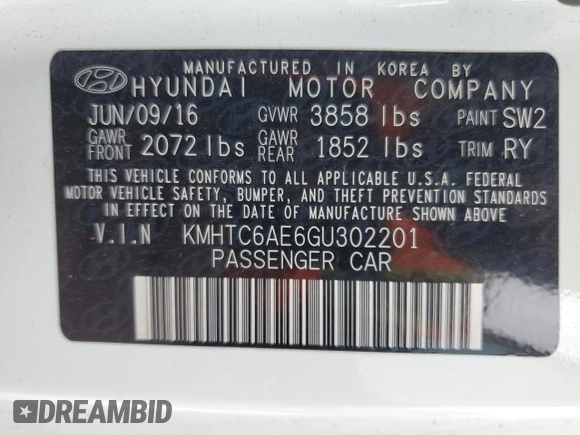 MANUFACTURED IN KOREA BY
HYUNDAI MOTOR COMPANY
JUN/09/16 GVWR 3858 lbs PAINT SW2
GAWR FRONT 2072 lbs GAWR REAR 1852 lbs TRIM RY
THIS VEHICLE CONFORMS TO ALL APPLICABLE U.S.A. FEDERAL
MOTOR VEHICLE SAFETY, BUMPER, AND THEFT PREVENTION STANDARDS
IN EFFECT ON THE DATE OF MANUFACTURE SHOWN ABOVE
V.I.N KMHTC6AE6GU302201
PASSENGER CAR
DREAMBID